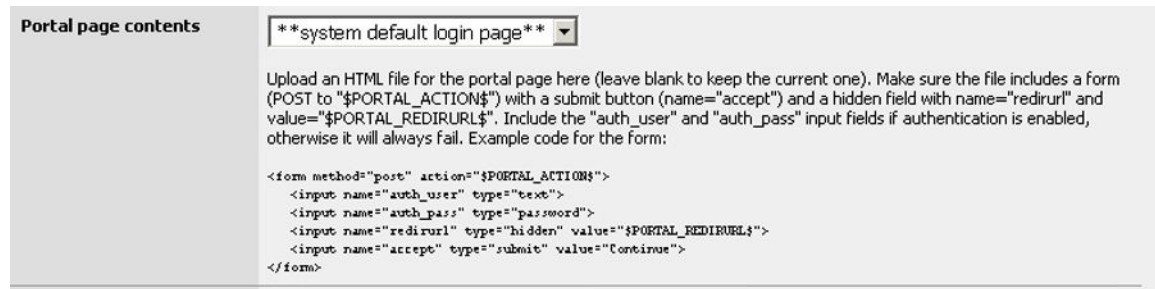 Portal page contents
**system default login page**
Upload an HTML file for the portal page here (leave blank to keep the current one). Make sure the file includes a form
(POST to "$PORTAL_ACTION$") with a submit button (name="accept") and a hidden field with name="redirurl" and
value="$PORTAL_REDIRURL$". Include the "auth_user" and "auth_pass" input fields if authentication is enabled,
otherwise it will always fail. Example code for the form:
<form method="post" action="$PORTAL_ACTION$">
<input name="auth_user" type="text">
<input name="auth_pass" type="password">
<input name="redirurl" type="hidden" value="$PORTAL_REDIRURL$">
<input name="accept" type="submit" value="Continue">
</form>